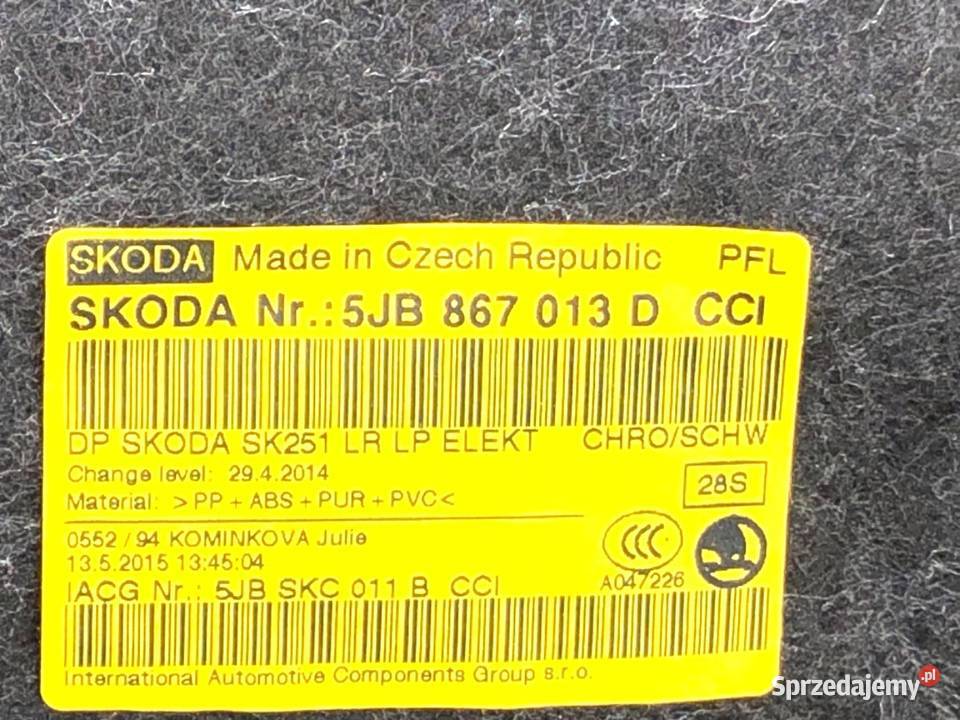 SKODA Made in Czech Republic PFL
SKODA Nr.: 5JB 867 013 D CCI
DP SKODA SK251 LR LP ELEKT CHRO/SCHW
Change level: 29.4.2014
28S
Material: >PP + ABS + PUR + PVC<
0552 / 94 KOMINKOVA Julie
13.5.2015 13:45:04
CCC
A047226
IACG Nr.: 5JB SKC 011 B CCI
International Automotive Components Group s.r.o.
Sprzedajemy.pl